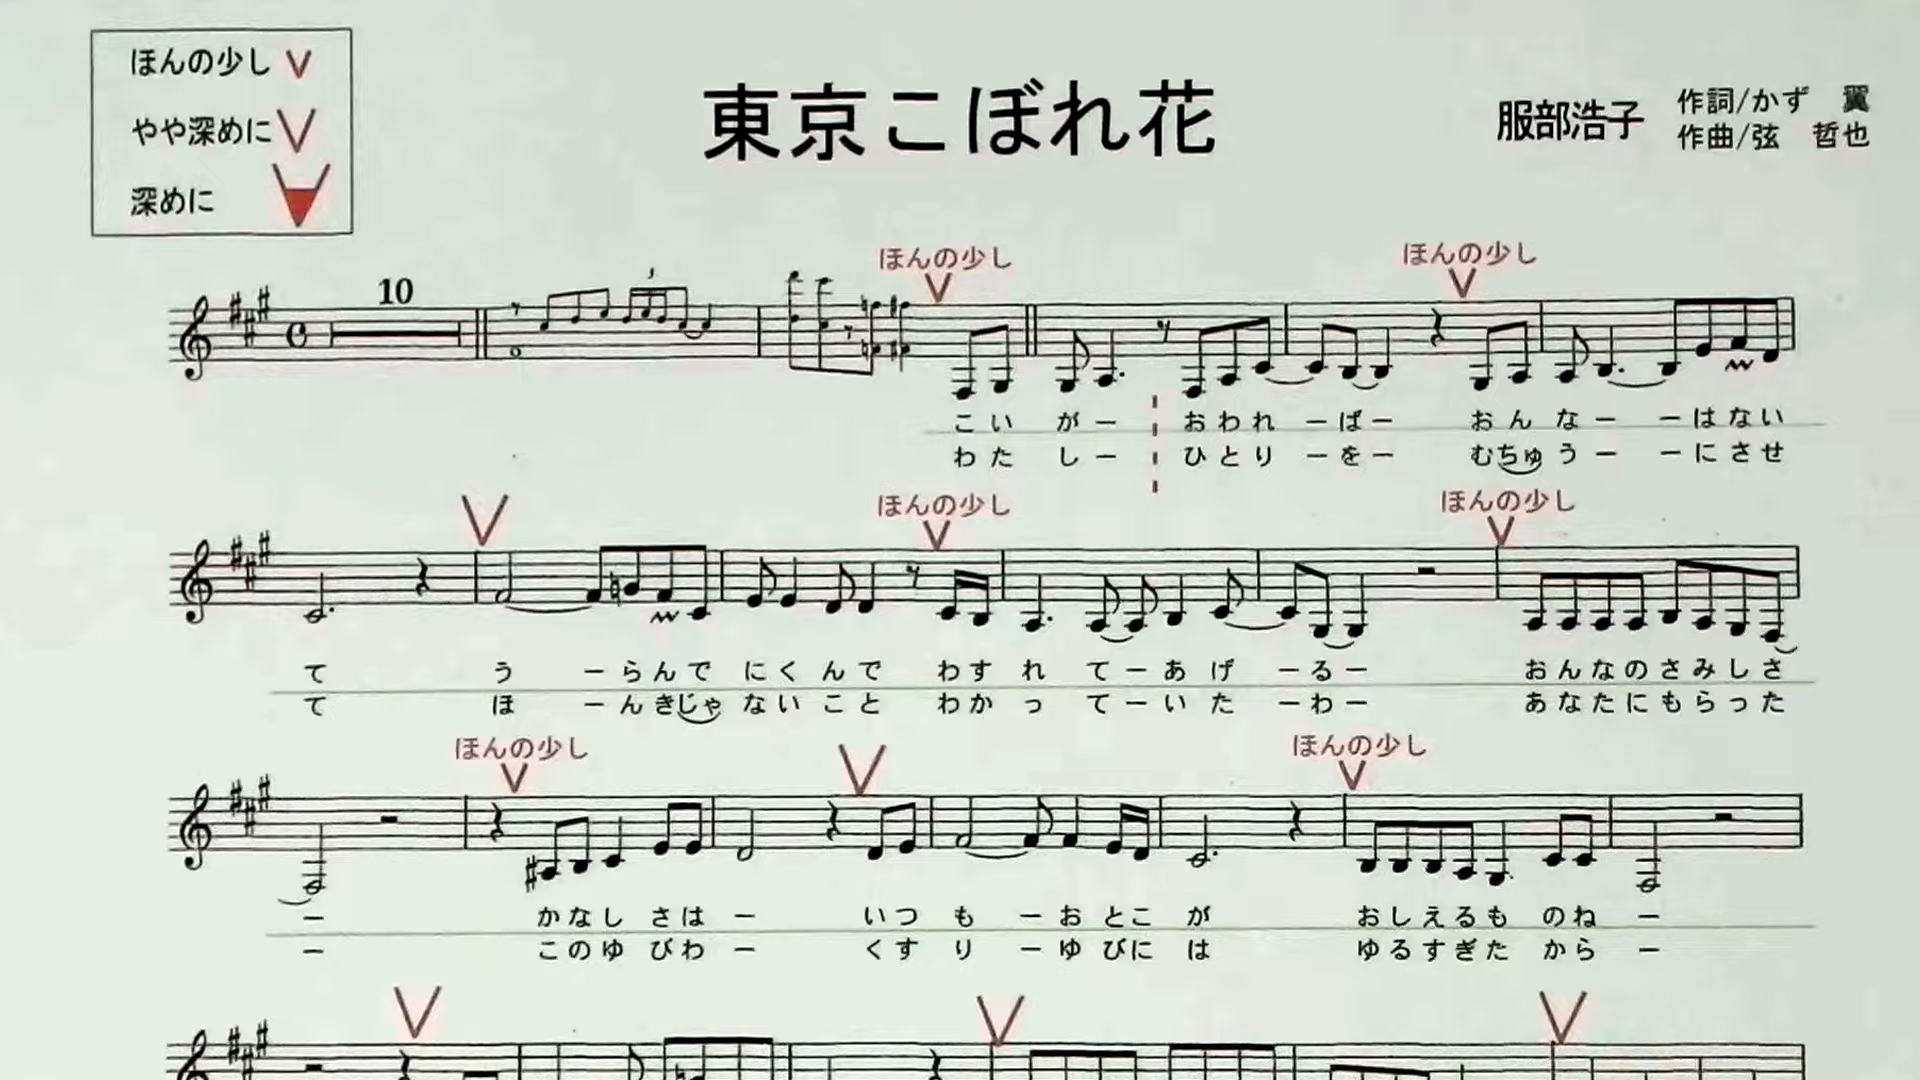 ほんの少し
やや深めに
深めに
東京こぼれ花
服部浩子
作詞/かず 翼
作曲/弦 哲也
ほんの少し ほんの少し
10
こいがー おわれーばー おんなー ーはない
わたしー ひとりーをー むちゅうー ーにさせ
ほんの少し ほんの少し
て うーらんで にくんで わすれてーあげーるー おんなのさみしさ
て ほーんきじゃ ないこと わかってーいたーわー あなたにもらった
ほんの少し ほんの少し
ー かなしさはー いつもーおとこが おしえるものねー
ー このゆびわー くすりーゆびには ゆるすぎたからー